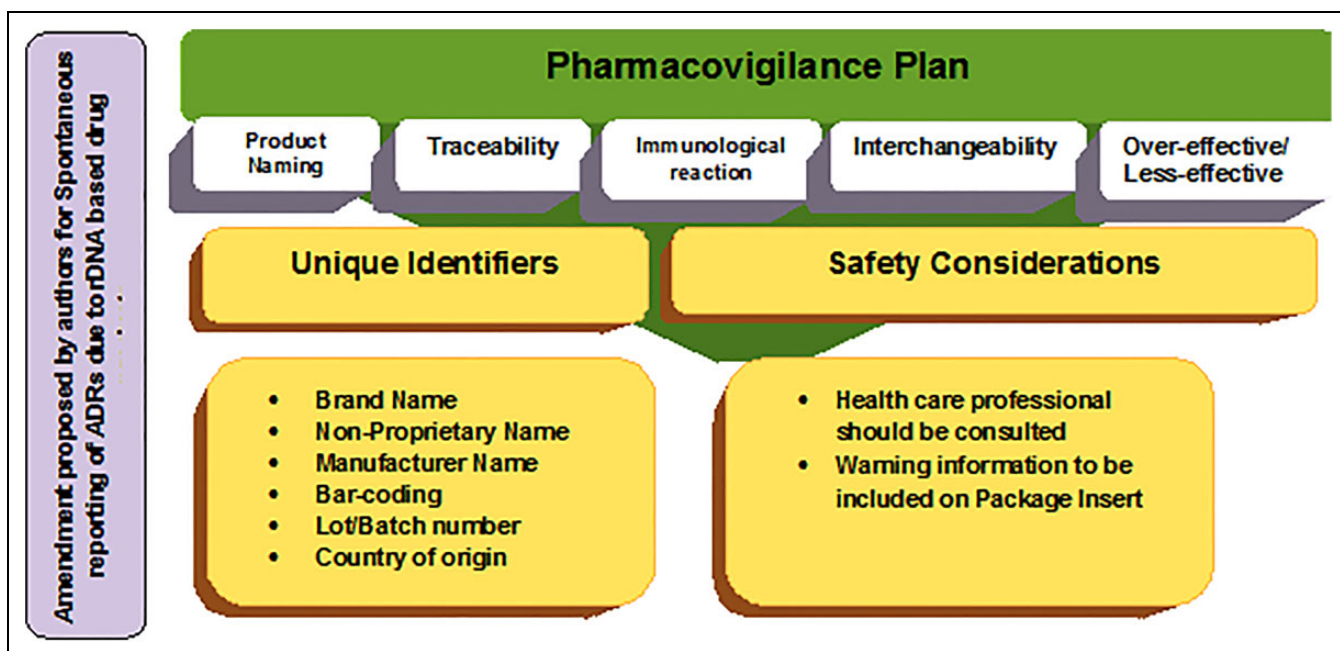 Amendment proposed by authors for Spontaneous
reporting of ADRs due to rDNA based drug
Pharmacovigilance Plan
Product
Naming
Traceability
Immunological
reaction
Interchangeability
Over-effective/
Less-effective
Unique Identifiers
Safety Considerations
• Brand Name
• Non-Proprietary Name
• Manufacturer Name
• Bar-coding
• Lot/Batch number
• Country of origin
• Health care professional
should be consulted
• Warning information to be
included on Package Insert